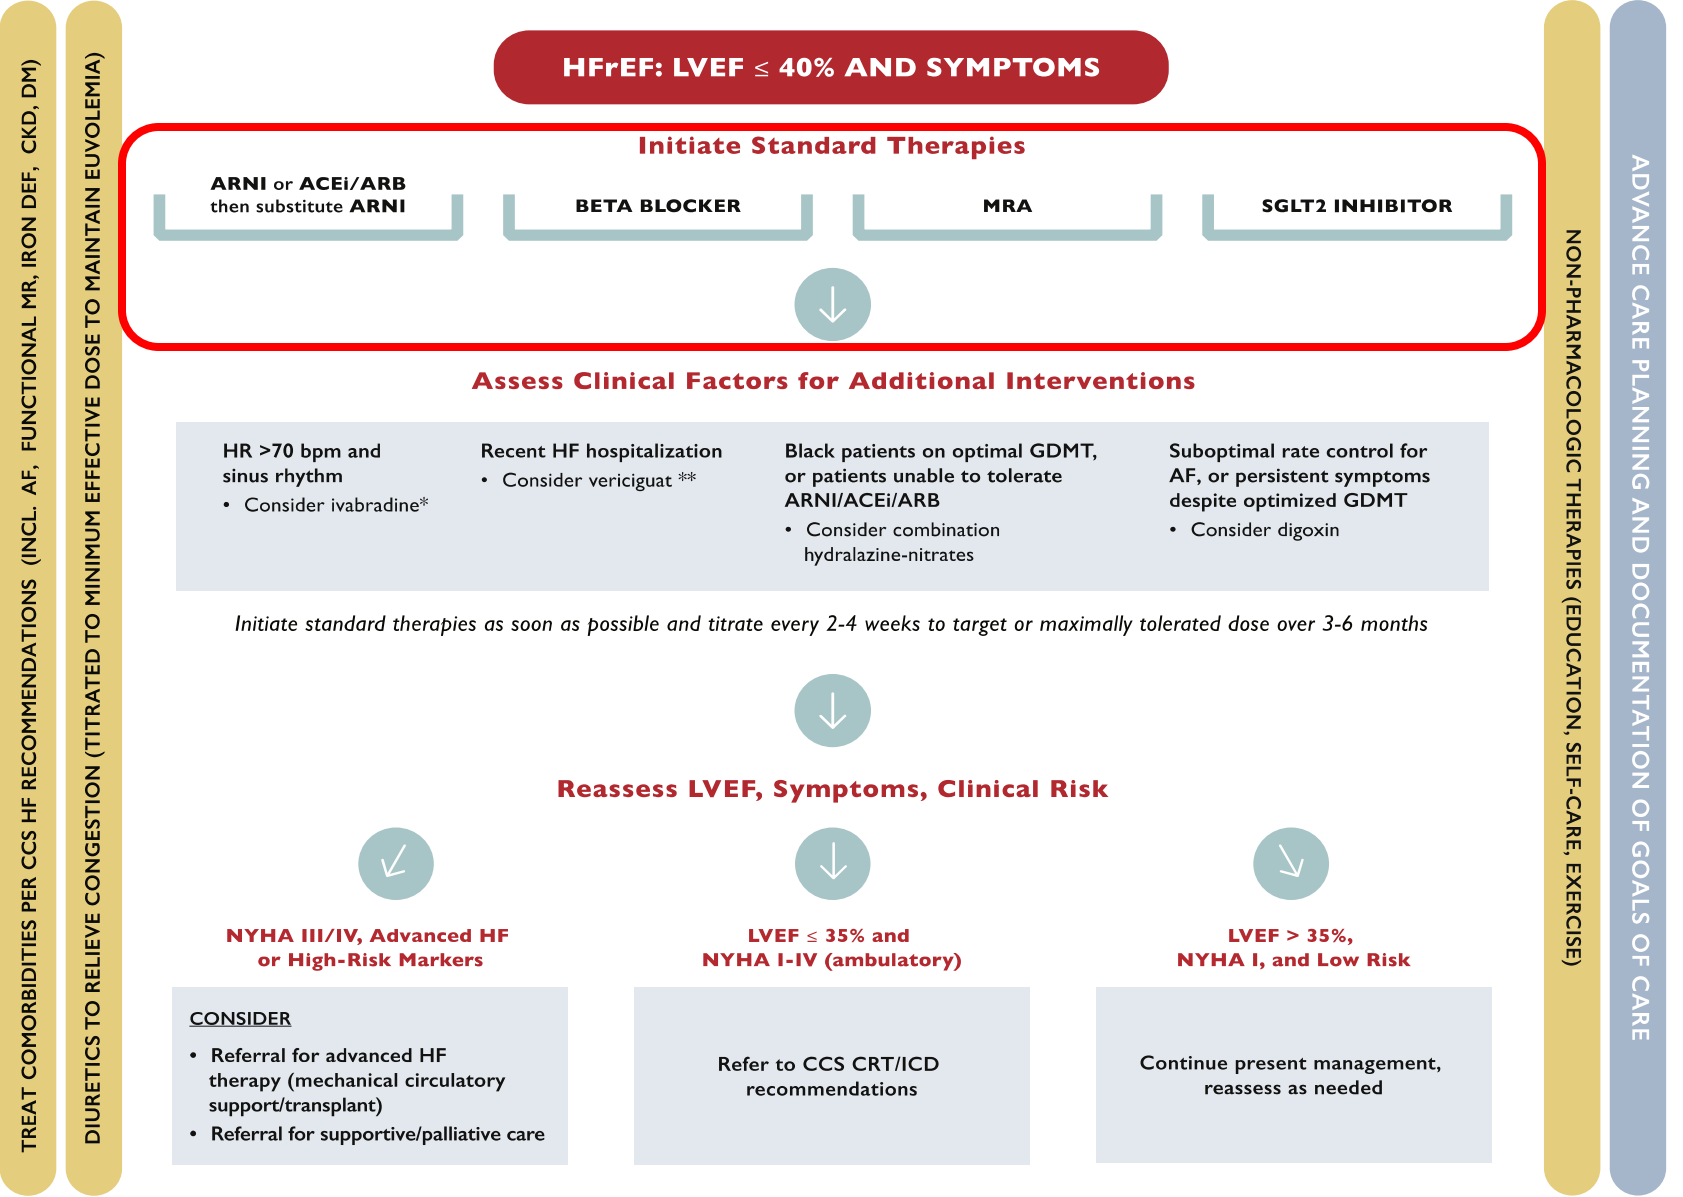 TREAT COMORBIDITIES PER CCS HF RECOMMENDATIONS (INCL. AF, FUNCTIONAL MR, IRON DEF, CKD, DM)
DIURETICS TO RELIEVE CONGESTION (TITRATED TO MINIMUM EFFECTIVE DOSE TO MAINTAIN EUVOLEMIA)
HFrEF: LVEF ≤ 40% AND SYMPTOMS
Initiate Standard Therapies
ARNI or ACEi/ARB
then substitute ARNI
BETA BLOCKER
MRA
SGLT2 INHIBITOR
Assess Clinical Factors for Additional Interventions
HR >70 bpm and
sinus rhythm
• Consider ivabradine*
Recent HF hospitalization
• Consider vericiguat **
Black patients on optimal GDMT,
or patients unable to tolerate
ARNI/ACEi/ARB
• Consider combination
hydralazine-nitrates
Suboptimal rate control for
AF, or persistent symptoms
despite optimized GDMT
• Consider digoxin
Initiate standard therapies as soon as possible and titrate every 2-4 weeks to target or maximally tolerated dose over 3-6 months
Reassess LVEF, Symptoms, Clinical Risk
NYHA III/IV, Advanced HF
or High-Risk Markers
CONSIDER
• Referral for advanced HF
therapy (mechanical circulatory
support/transplant)
• Referral for supportive/palliative care
LVEF ≤ 35% and
NYHA I-IV (ambulatory)
Refer to CCS CRT/ICD
recommendations
LVEF > 35%,
NYHA I, and Low Risk
Continue present management,
reassess as needed
NON-PHARMACOLOGIC THERAPIES (EDUCATION, SELF-CARE, EXERCISE)
ADVANCE CARE PLANNING AND DOCUMENTATION OF GOALS OF CARE